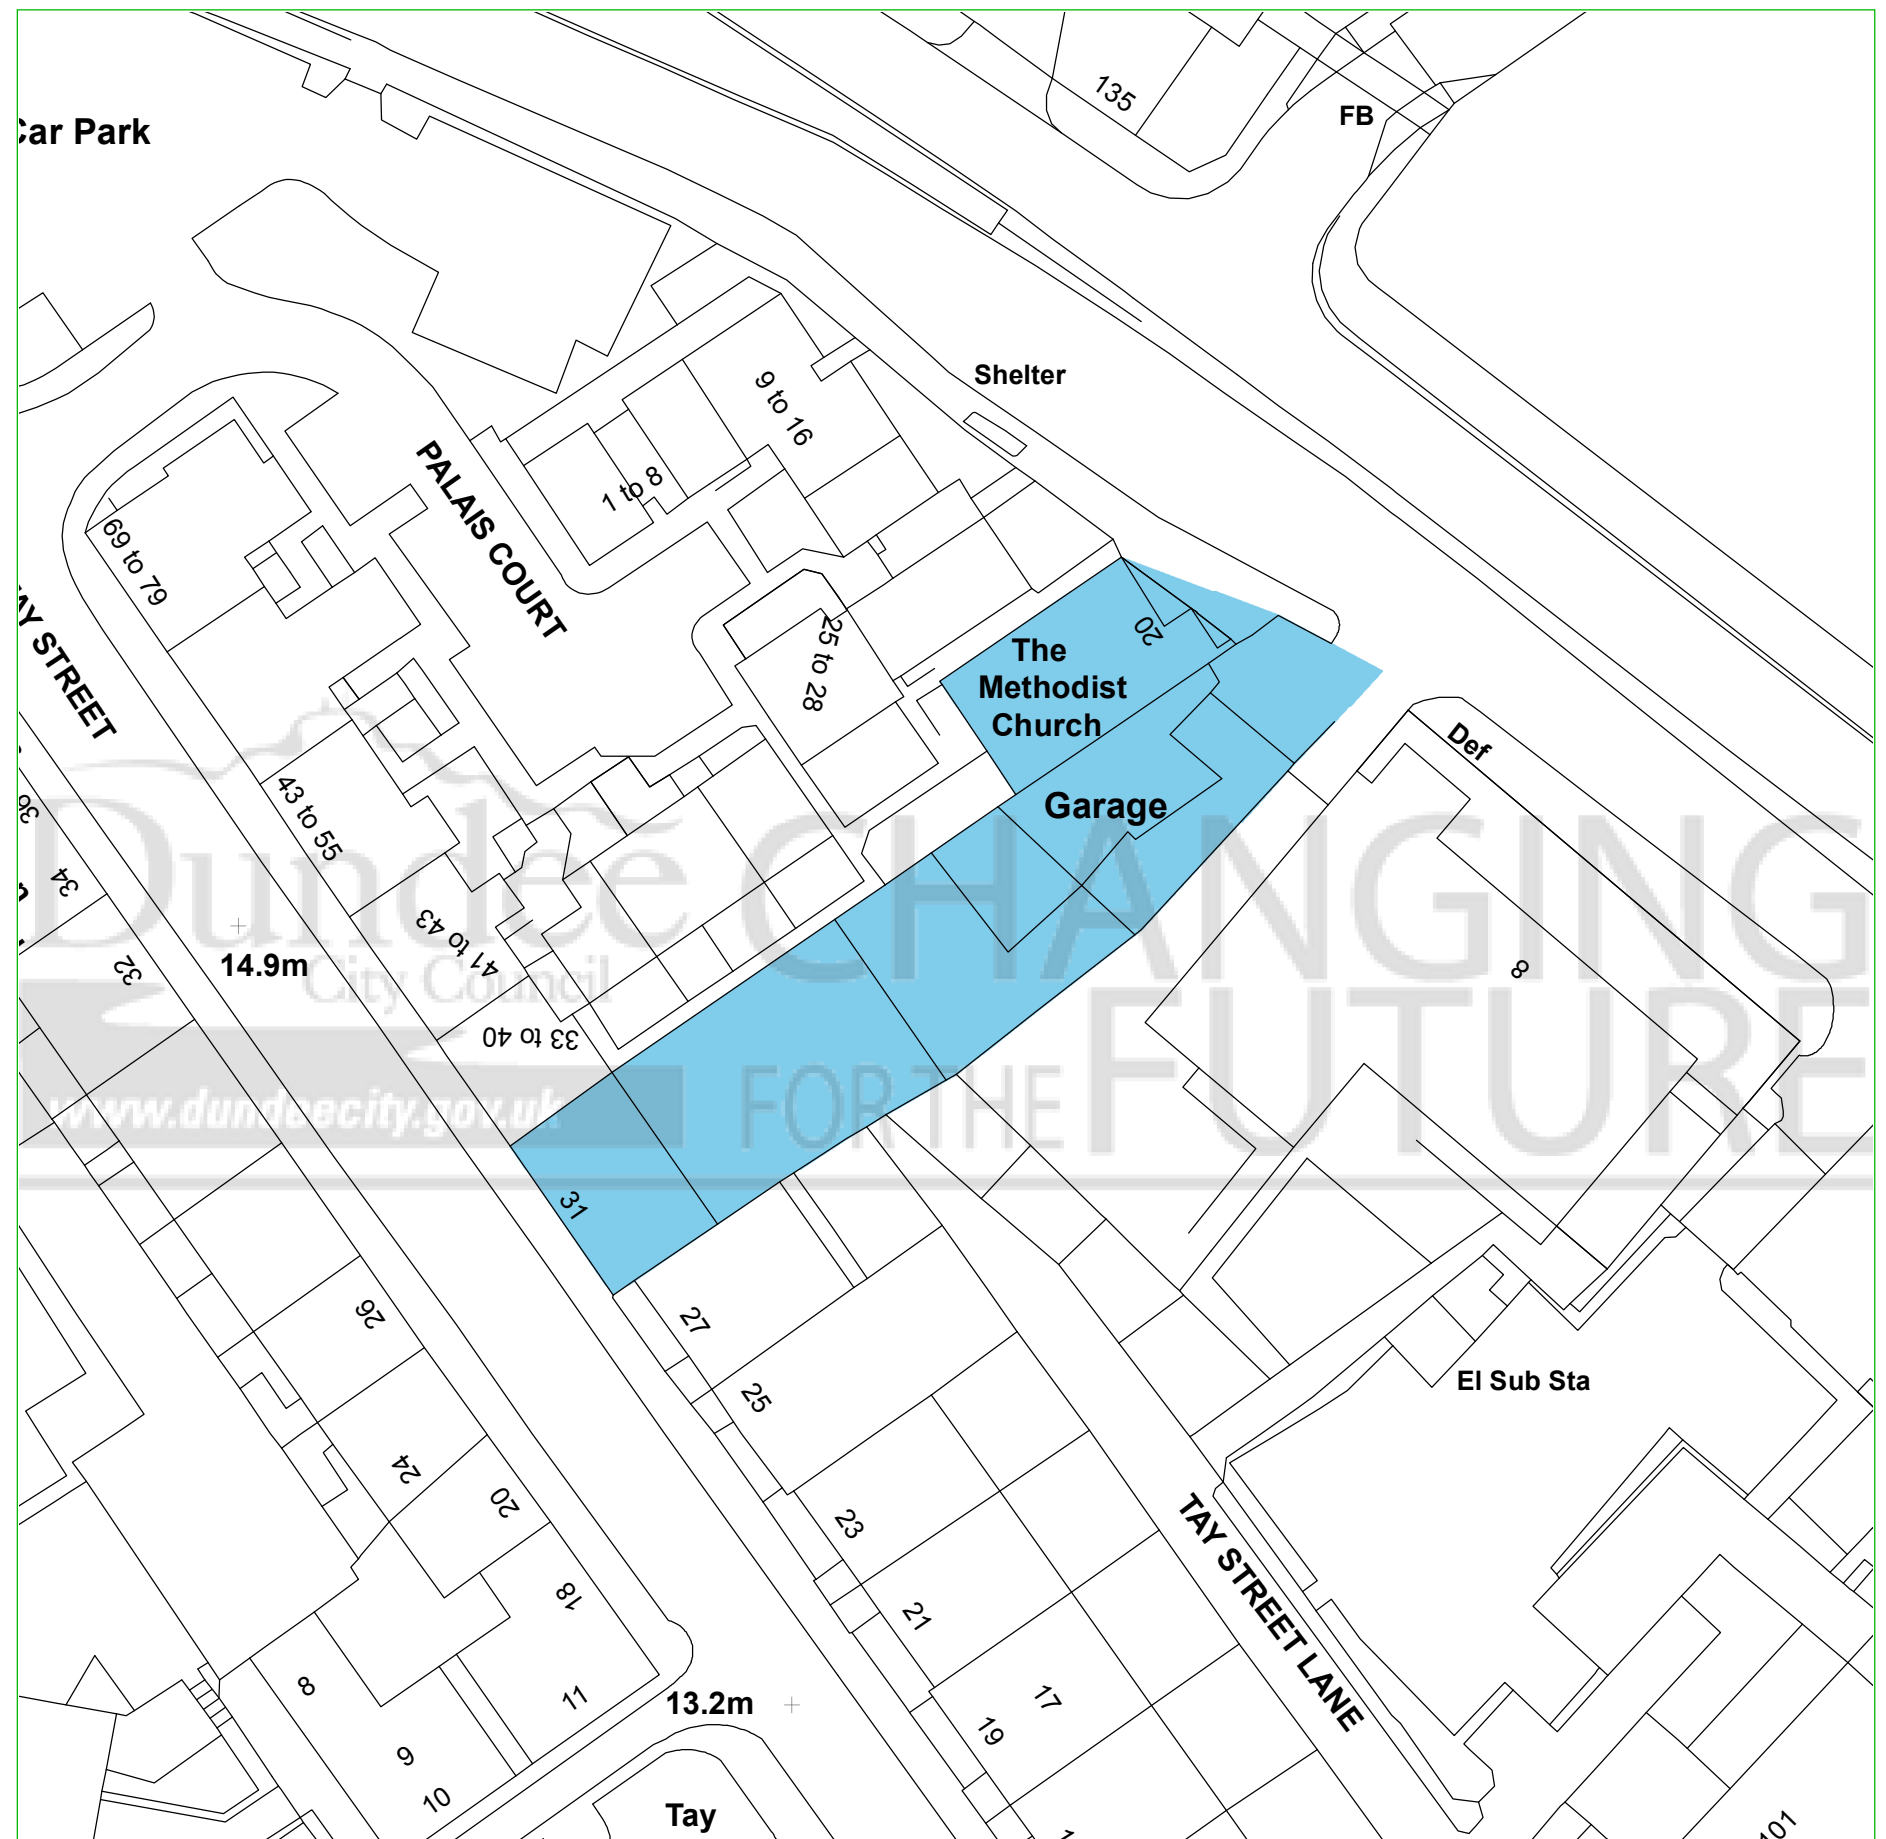 135
FB
Car Park
Shelter
9 to 16
1 to 8
PALAIS COURT
69 to 79
TAY STREET
25 to 28
20
The
Methodist
Church
Def
Garage
43 to 55
36
34
32
41 to 43
14.9m
33 to 40
8
Dundee
City Council
www.dundeecity.gov.uk
CHANGING
FOR THE FUTURE
31
27
26
25
El Sub Sta
24
20
23
18
21
TAY STREET LANE
8
11
13.2m
17
19
9
10
Tay
101